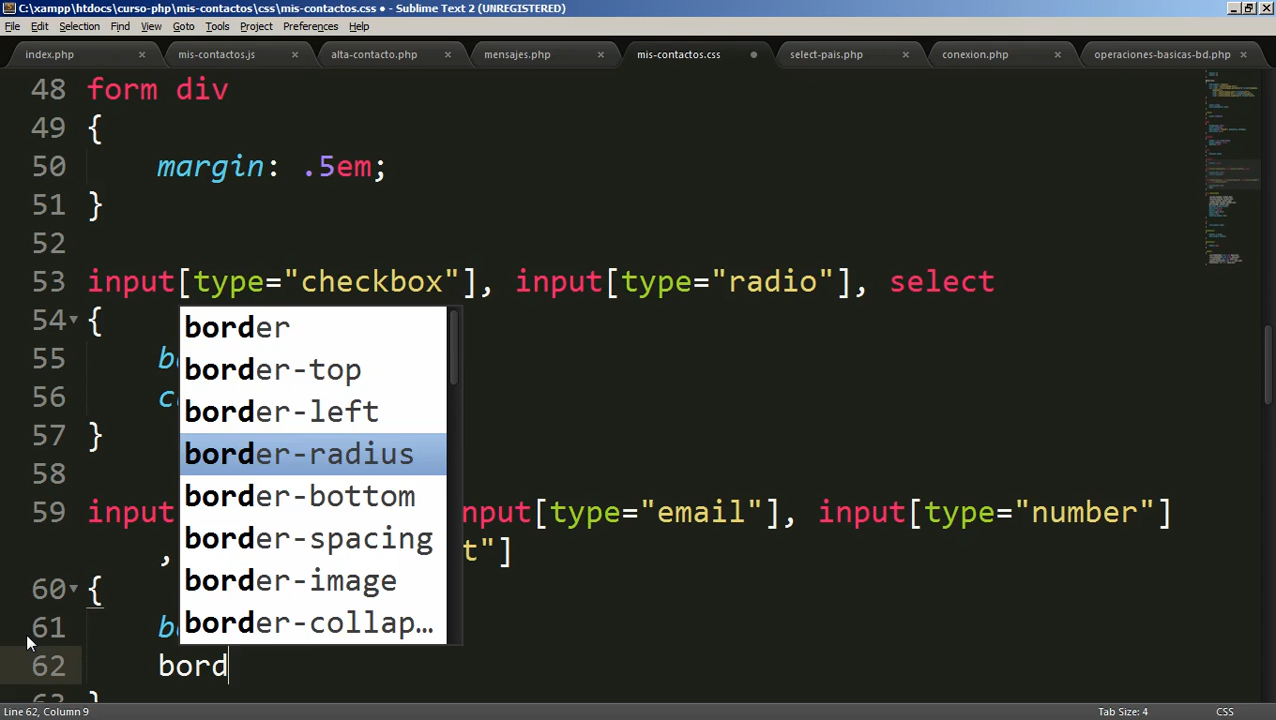 C:\xampp\htdocs\curso-php\mis-contactos\css\mis-contactos.css • - Sublime Text 2 (UNREGISTERED)
File Edit Selection Find View Goto Tools Project Preferences Help
index.php mis-contactos.js alta-contacto.php mensajes.php mis-contactos.css select-pais.php conexion.php operaciones-basicas-bd.php
48 form div
49 {
50 margin: .5em;
51 }
52
53 input[type="checkbox"], input[type="radio"], select
54 {
border
55 b
border-top
56 c
border-left
57 }
border-radius
58
border-bottom
59 input nput[type="email"], input[type="number"]
border-spacing
, t"]
60 {
border-image
61 b
border-collap...
62 bord
63 }
Line 62, Column 9 Tab Size: 4 CSS